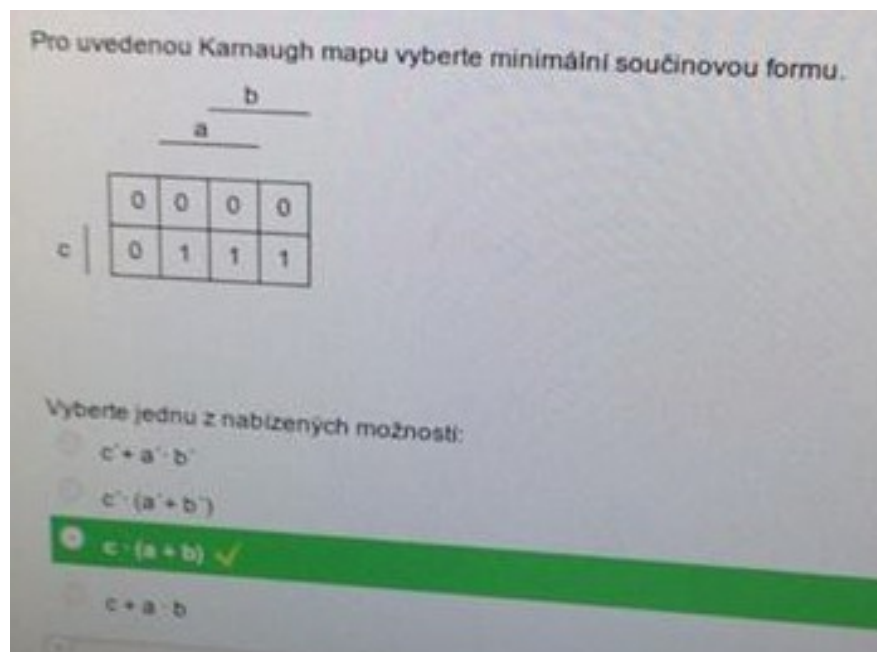 Pro uvedenou Karnaugh mapu vyberte minimální součinovou formu.
b
a
0 0 0 0
c 0 1 1 1
Vyberte jednu z nabízených možností:
c´+ a´· b´
c´· (a´+ b´)
c · (a + b) ✓
c + a · b